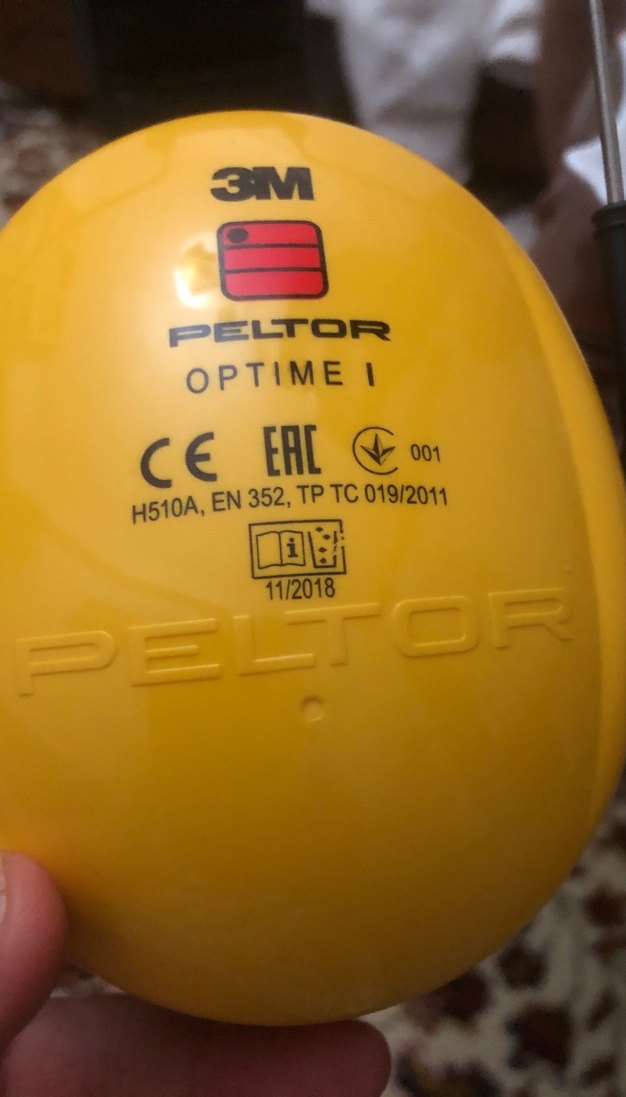 3M
PELTOR
OPTIME I
CE EAC 001
H510A, EN 352, TP TC 019/2011
i
11/2018
PELTOR